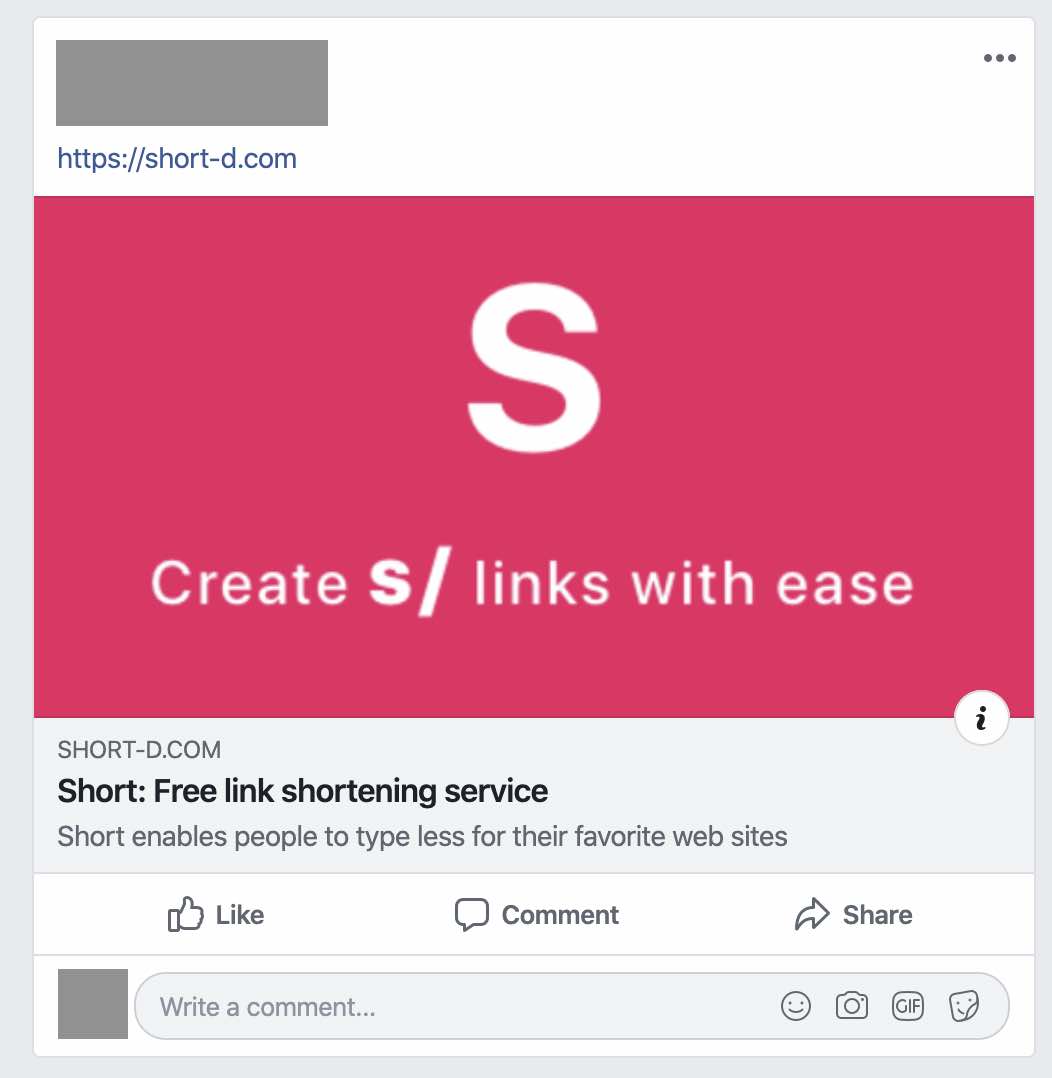 https://short-d.com
S
Create s/ links with ease
i
SHORT-D.COM
Short: Free link shortening service
Short enables people to type less for their favorite web sites
Like Comment Share
Write a comment... GIF